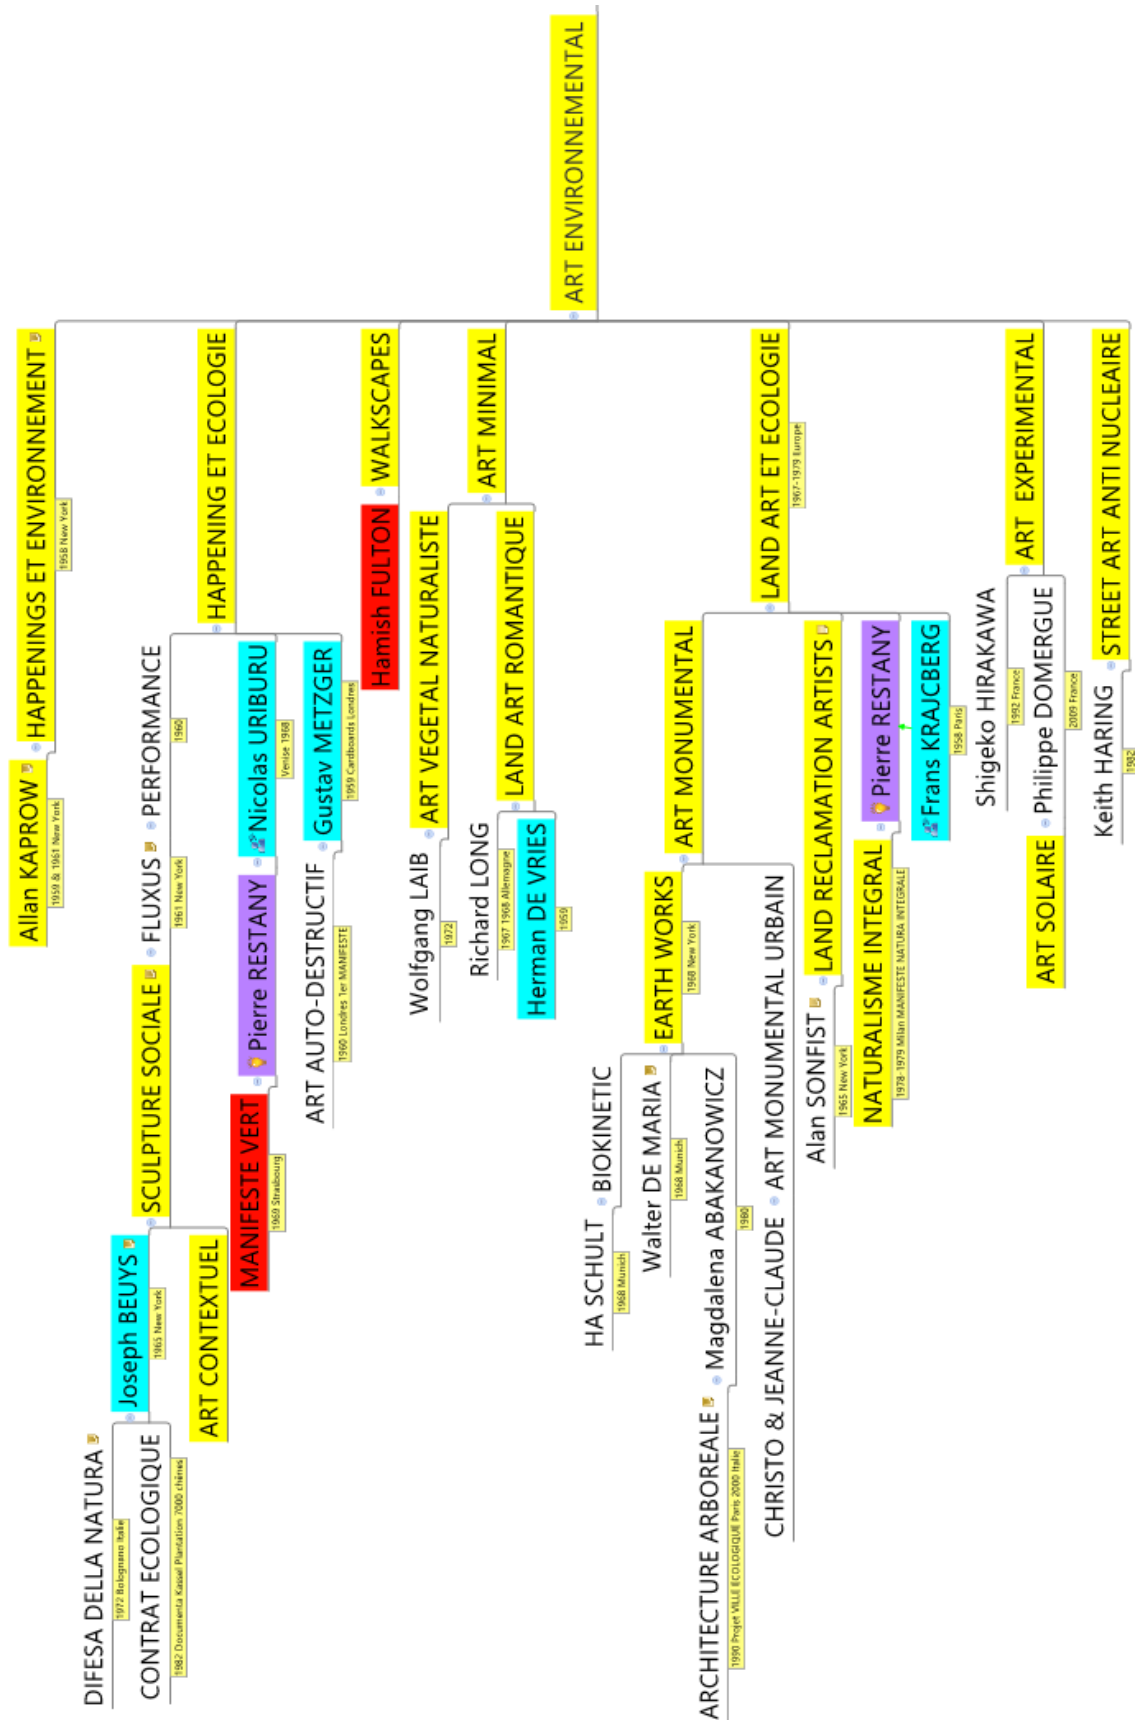 ART ENVIRONNEMENTAL
HAPPENINGS ET ENVIRONNEMENT
1958 New York
Allan KAPROW
1959 & 1961 New York
HAPPENING ET ECOLOGIE
PERFORMANCE
1960
FLUXUS
1961 New York
SCULPTURE SOCIALE
Joseph BEUYS
1965 New York
DIFESA DELLA NATURA
1972 Bolognano Italie
CONTRAT ECOLOGIQUE
1982 Documenta Kassel Plantation 7000 chênes
ART CONTEXTUEL
Nicolas URIBURU
Venise 1968
Pierre RESTANY
MANIFESTE VERT
1969 Strasbourg
Gustav METZGER
1959 Cardboards Londres
ART AUTO-DESTRUCTIF
1960 Londres 1er MANIFESTE
WALKSCAPES
Hamish FULTON
ART MINIMAL
ART VEGETAL NATURALISTE
Wolfgang LAIB
1972
LAND ART ROMANTIQUE
Richard LONG
1967 1968 Allemagne
Herman DE VRIES
1959
LAND ART ET ECOLOGIE
1967-1979 Europe
ART MONUMENTAL
EARTH WORKS
1968 New York
BIOKINETIC
HA SCHULT
1968 Munich
Walter DE MARIA
1968 Munich
Magdalena ABAKANOWICZ
1980
ARCHITECTURE ARBOREALE
1990 Projet VILLE ECOLOGIQUE Paris 2000 Italie
ART MONUMENTAL URBAIN
CHRISTO & JEANNE-CLAUDE
LAND RECLAMATION ARTISTS
Alan SONFIST
1965 New York
Pierre RESTANY
NATURALISME INTEGRAL
1978-1979 Milan MANIFESTE NATURA INTEGRALE
Frans KRAJCBERG
1958 Paris
ART EXPERIMENTAL
Shigeko HIRAKAWA
1992 France
Philippe DOMERGUE
2009 France
ART SOLAIRE
STREET ART ANTI NUCLEAIRE
Keith HARING
1982